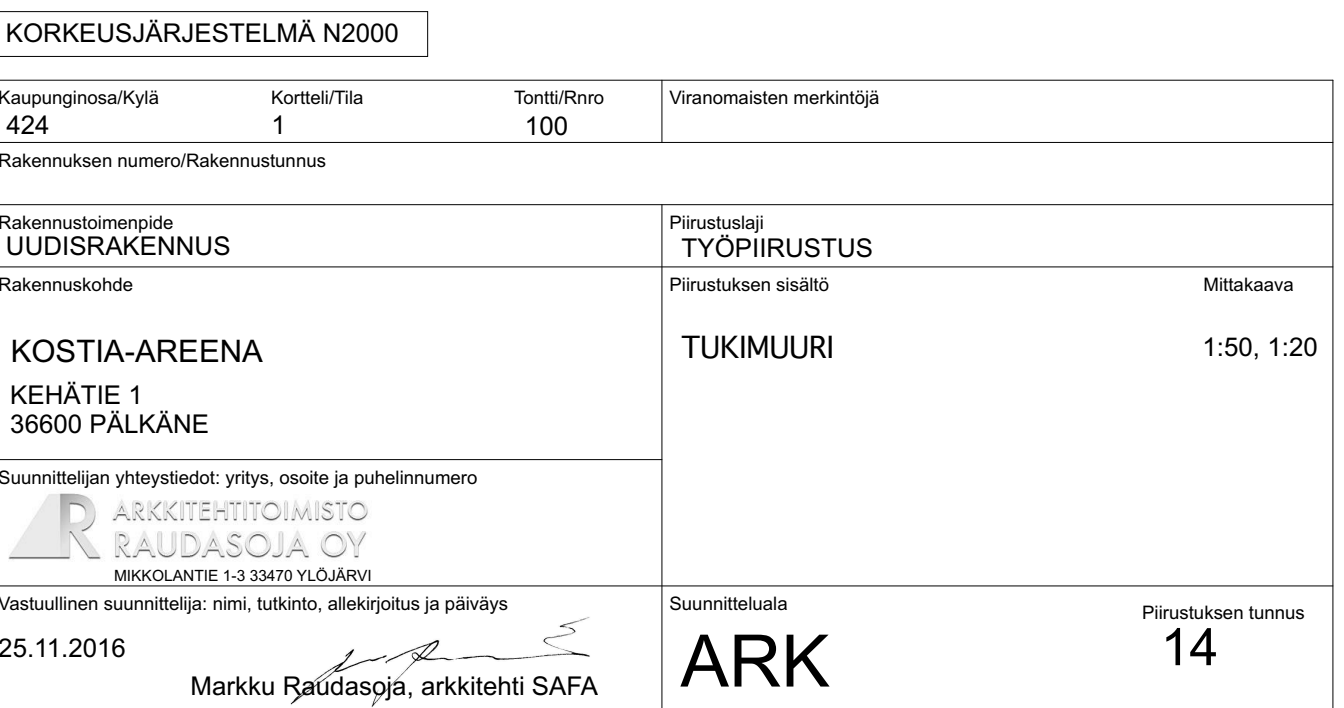 KORKEUSJÄRJESTELMÄ N2000
Kaupunginosa/Kylä Kortteli/Tila Tontti/Rnro Viranomaisten merkintöjä
424 1 100
Rakennuksen numero/Rakennustunnus
Rakennustoimenpide Piirustuslaji
UUDISRAKENNUS TYÖPIIRUSTUS
Rakennuskohde Piirustuksen sisältö Mittakaava
KOSTIA-AREENA TUKIMUURI 1:50, 1:20
KEHÄTIE 1
36600 PÄLKÄNE
Suunnittelijan yhteystiedot: yritys, osoite ja puhelinnumero
AR ARKKITEHTITOIMISTO
RAUDASOJA OY
MIKKOLANTIE 1-3 33470 YLÖJÄRVI
Vastuullinen suunnittelija: nimi, tutkinto, allekirjoitus ja päiväys Suunnitteluala Piirustuksen tunnus
25.11.2016 ARK 14
Markku Raudasoja, arkkitehti SAFA